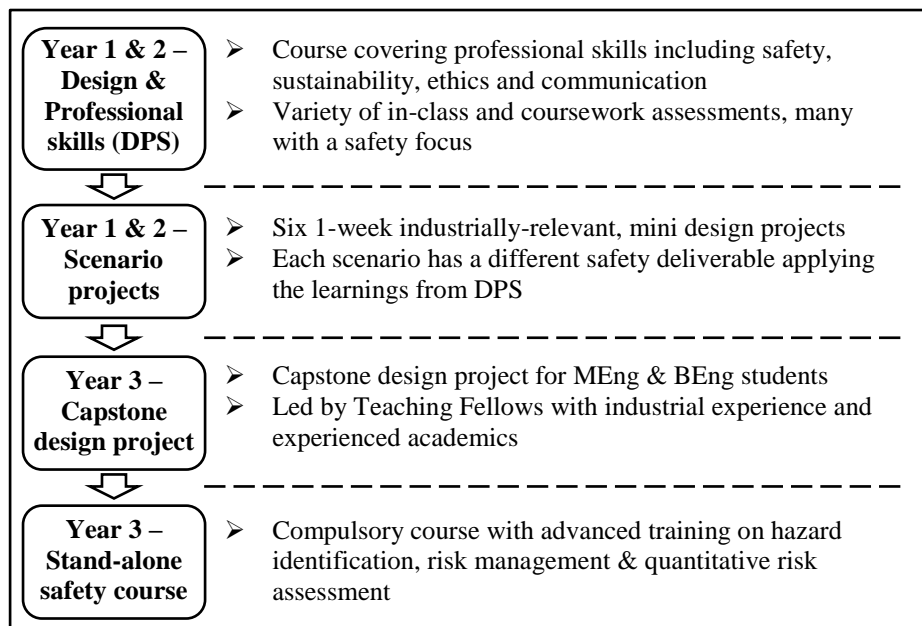 Year 1 & 2 –
Design &
Professional
skills (DPS)
➢ Course covering professional skills including safety,
sustainability, ethics and communication
➢ Variety of in-class and coursework assessments, many
with a safety focus
Year 1 & 2 –
Scenario
projects
➢ Six 1-week industrially-relevant, mini design projects
➢ Each scenario has a different safety deliverable applying
the learnings from DPS
Year 3 –
Capstone
design project
➢ Capstone design project for MEng & BEng students
➢ Led by Teaching Fellows with industrial experience and
experienced academics
Year 3 –
Stand-alone
safety course
➢ Compulsory course with advanced training on hazard
identification, risk management & quantitative risk
assessment